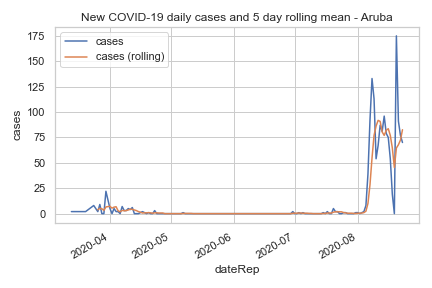 New COVID-19 daily cases and 5 day rolling mean - Aruba
cases
cases (rolling)
175
150
125
100
75
50
25
0
cases
2020-04
2020-05
2020-06
2020-07
2020-08
dateRep